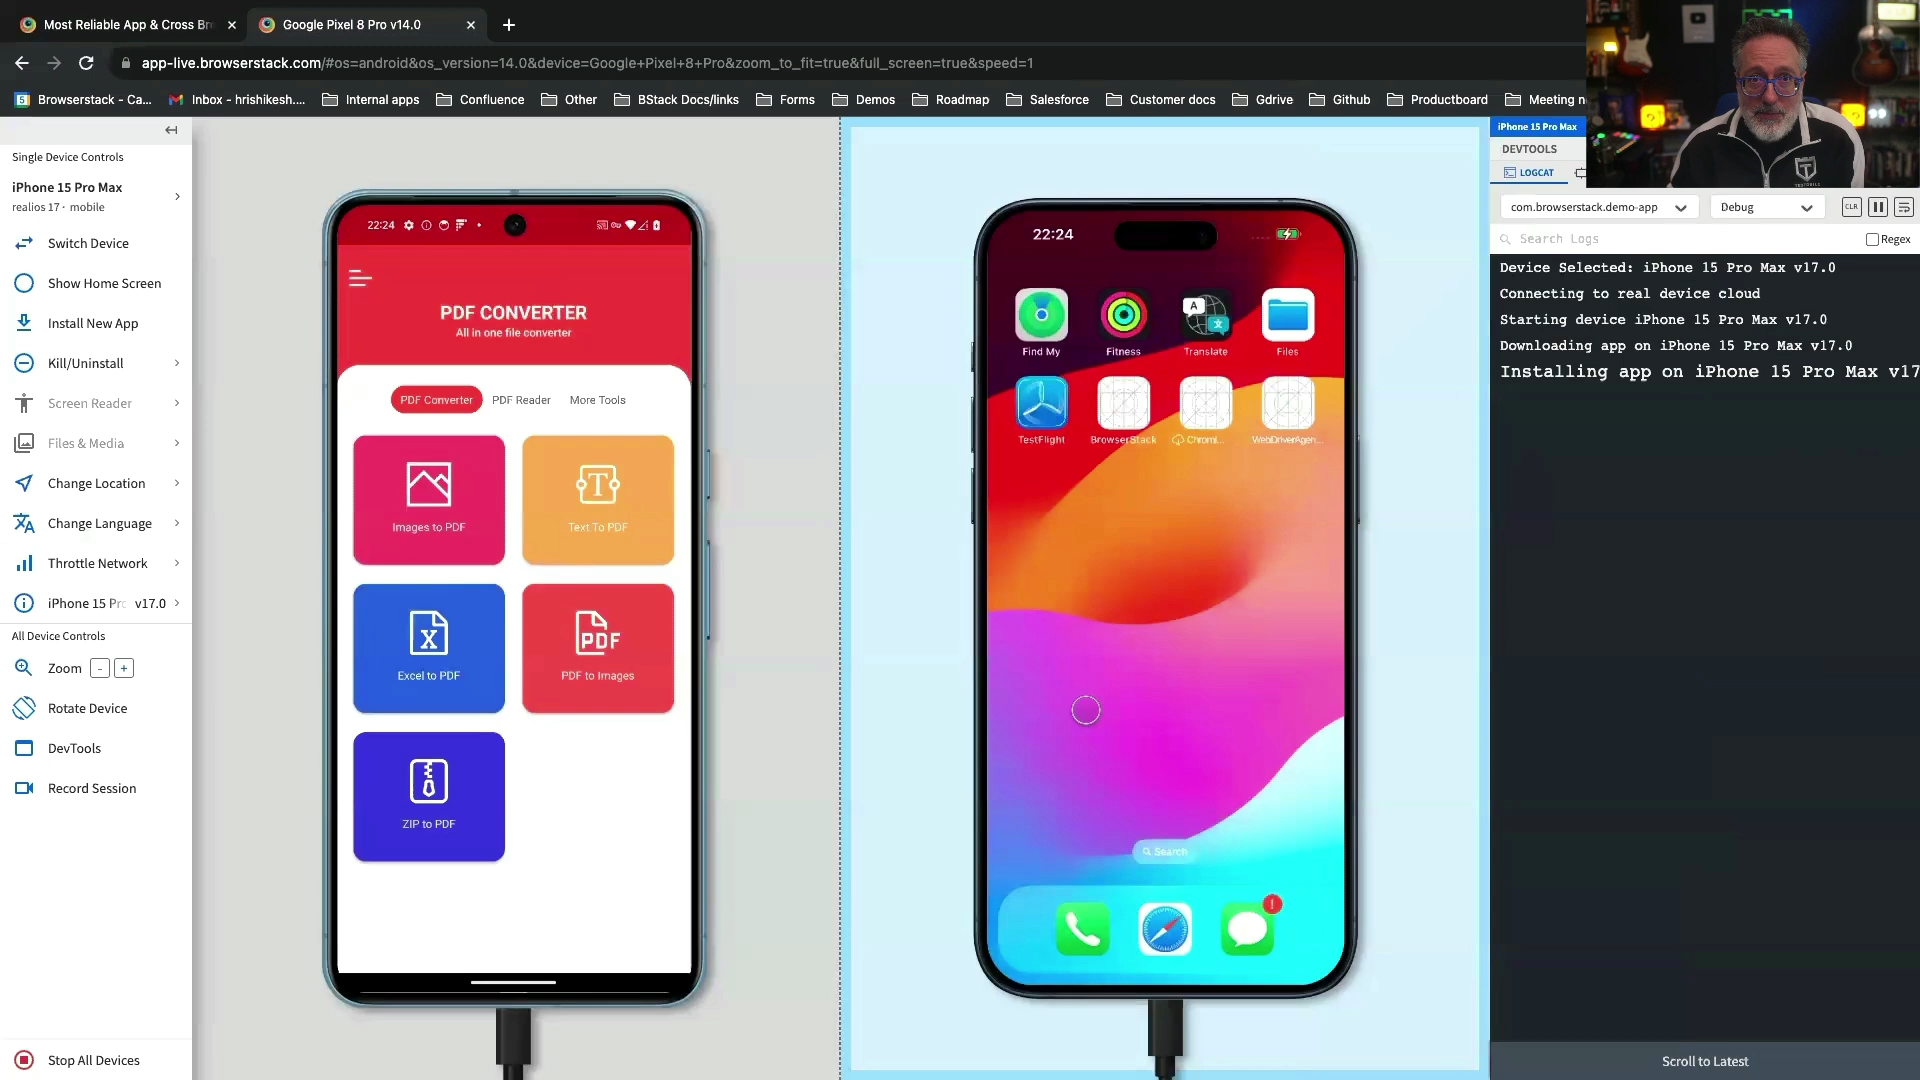 Most Reliable App & Cross Br
Google Pixel 8 Pro v14.0
app-live.browserstack.com/#os=android&os_version=14.0&device=Google+Pixel+8+Pro&zoom_to_fit=true&full_screen=true&speed=1
Browserstack - Ca...
Inbox - hrishikesh....
Internal apps
Confluence
Other
BStack Docs/links
Forms
Demos
Roadmap
Salesforce
Customer docs
Gdrive
Github
Productboard
Meeting n
Single Device Controls
iPhone 15 Pro Max
realios 17 · mobile
Switch Device
Show Home Screen
Install New App
Kill/Uninstall
Screen Reader
Files & Media
Change Location
Change Language
Throttle Network
iPhone 15 Pro v17.0
All Device Controls
Zoom - +
Rotate Device
DevTools
Record Session
Stop All Devices
22:24
PDF CONVERTER
All in one file converter
PDF Converter
PDF Reader
More Tools
Images to PDF
Text To PDF
Excel to PDF
PDF
PDF to Images
ZIP to PDF
22:24
Find My
Fitness
Translate
Files
TestFlight
BrowserStack
Chromi...
WebDriverAgen...
Search
iPhone 15 Pro Max
DEVTOOLS
LOGCAT
com.browserstack.demo-app
Debug
CLR
Search Logs
Regex
Device Selected: iPhone 15 Pro Max v17.0
Connecting to real device cloud
Starting device iPhone 15 Pro Max v17.0
Downloading app on iPhone 15 Pro Max v17.0
Installing app on iPhone 15 Pro Max v17
Scroll to Latest